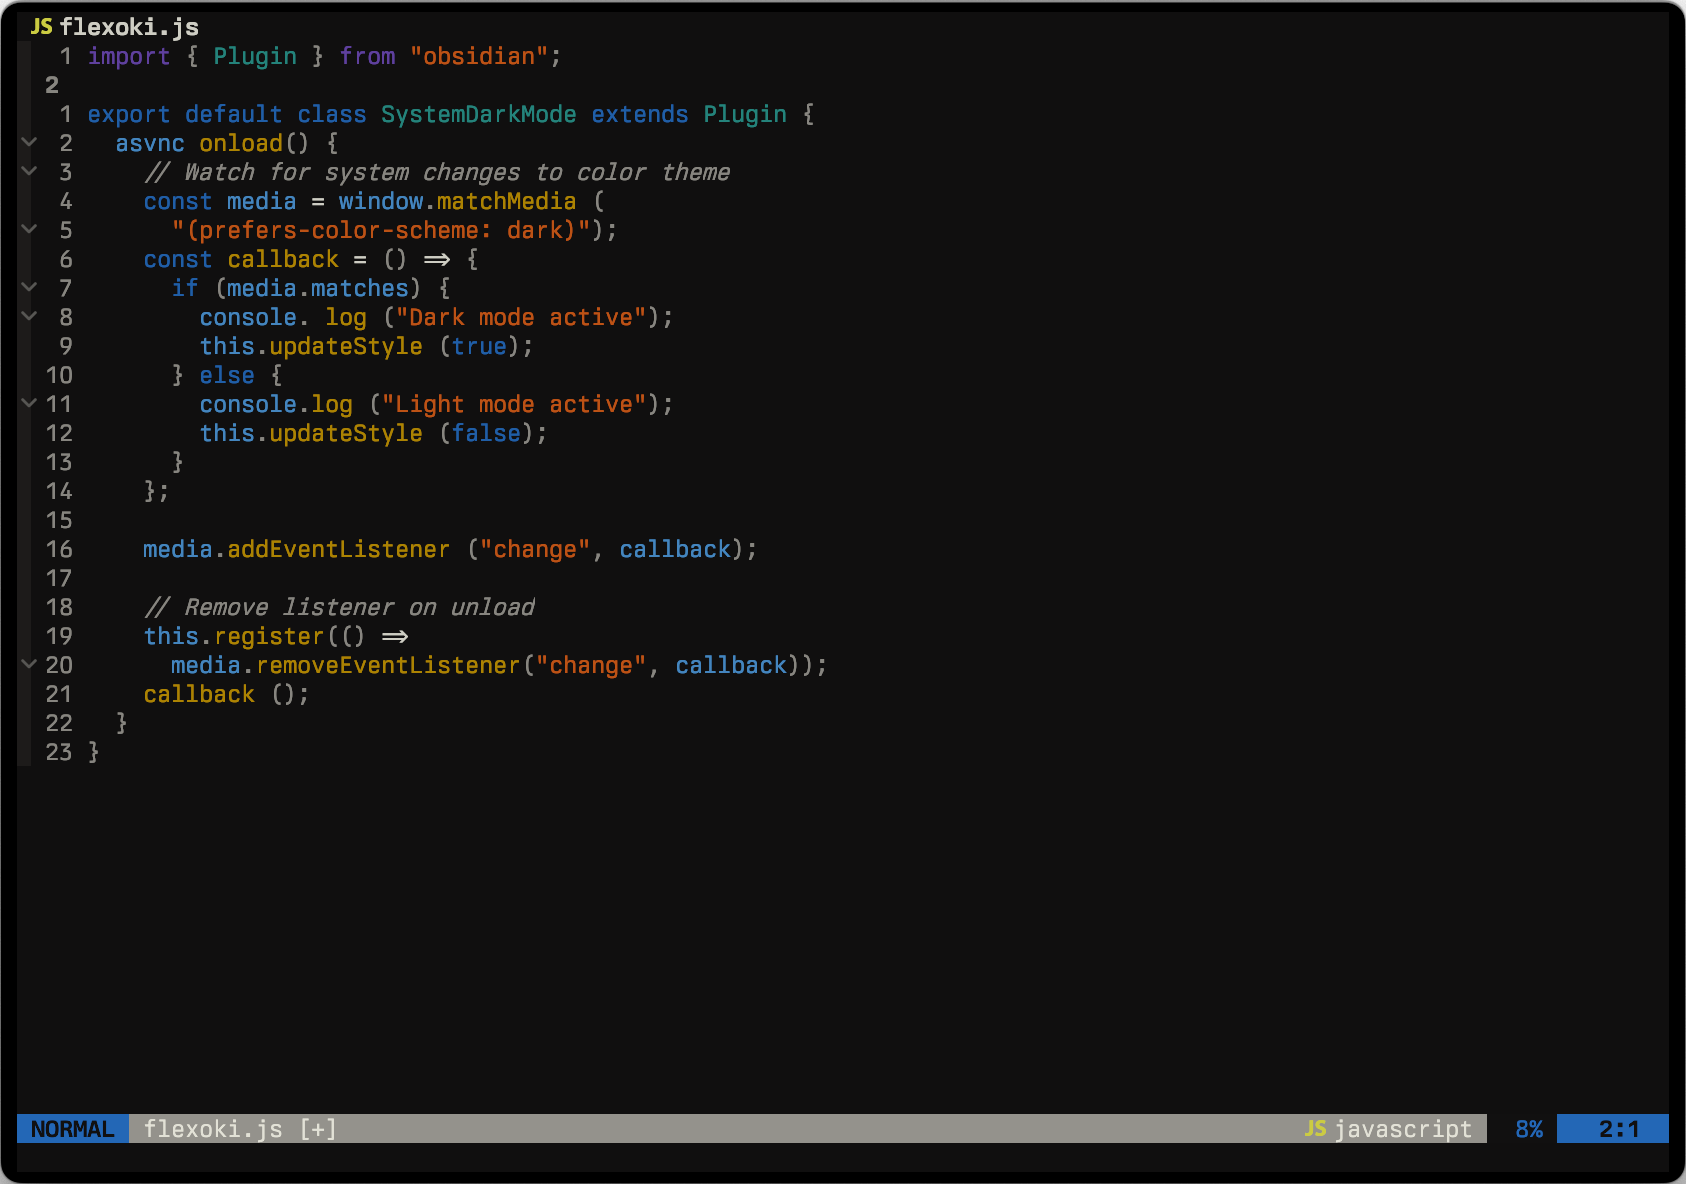 JS flexoki.js
1 import { Plugin } from "obsidian";
2
1 export default class SystemDarkMode extends Plugin {
2   asvnc onload() {
3     // Watch for system changes to color theme
4     const media = window.matchMedia (
5       "(prefers-color-scheme: dark)");
6     const callback = () => {
7       if (media.matches) {
8         console. log ("Dark mode active");
9         this.updateStyle (true);
10       } else {
11         console.log ("Light mode active");
12         this.updateStyle (false);
13       }
14     };
15
16     media.addEventListener ("change", callback);
17
18     // Remove listener on unload
19     this.register(() =>
20       media.removeEventListener("change", callback));
21     callback ();
22   }
23 }
NORMAL flexoki.js [+] JS javascript 8% 2:1